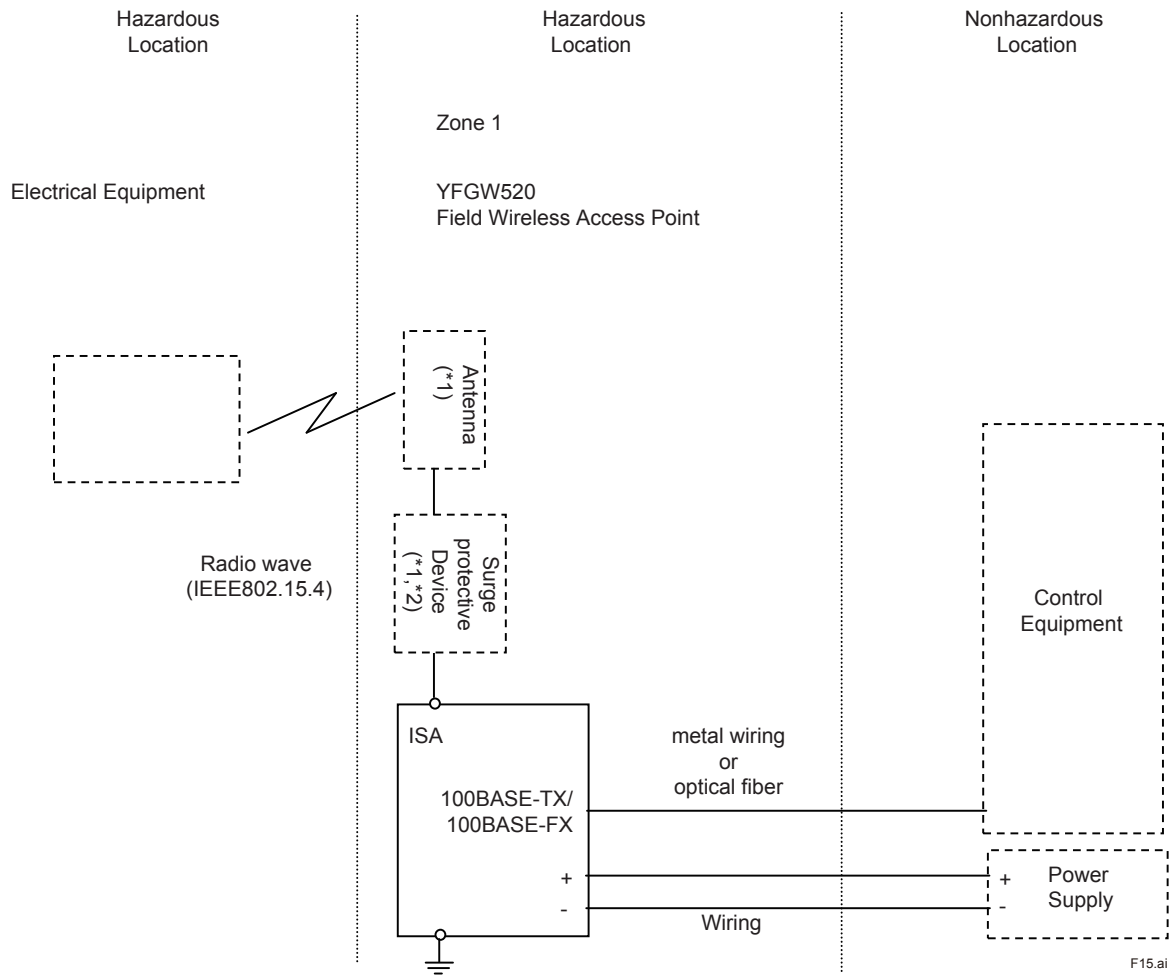 Hazardous
Location
Hazardous
Location
Nonhazardous
Location
Zone 1
Electrical Equipment
YFGW520
Field Wireless Access Point
Antenna
(*1)
Radio wave
(IEEE802.15.4)
Surge
protective
Device
(*1,*2)
Control
Equipment
ISA
metal wiring
or
optical fiber
100BASE-TX/
100BASE-FX
+
-
Wiring
+
-
Power
Supply
F15.ai